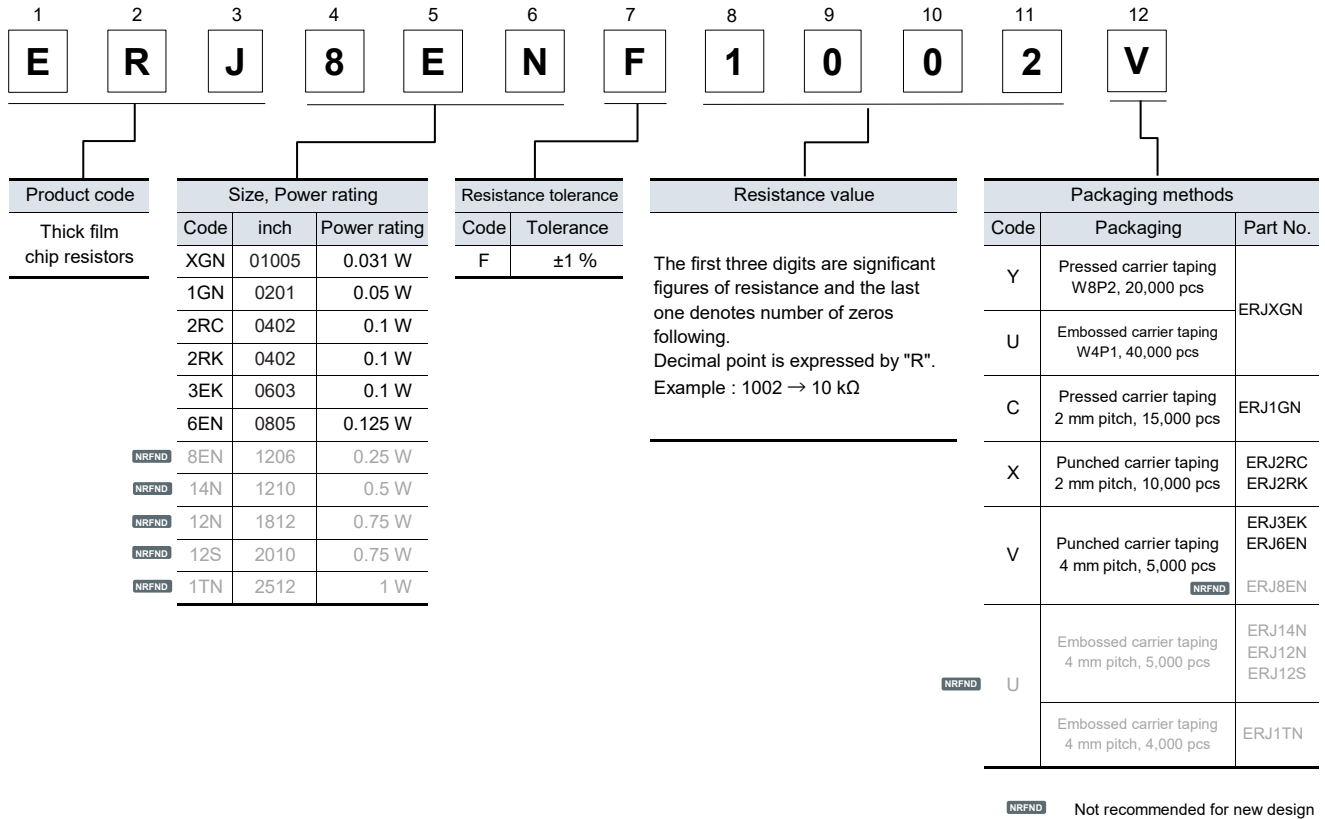 1 2 3 4 5 6 7 8 9 10 11 12
E R J 8 E N F 1 0 0 2 V
Product code
Thick film
chip resistors
Size, Power rating
Code inch Power rating
XGN 01005 0.031 W
1GN 0201 0.05 W
2RC 0402 0.1 W
2RK 0402 0.1 W
3EK 0603 0.1 W
6EN 0805 0.125 W
NRFND 8EN 1206 0.25 W
NRFND 14N 1210 0.5 W
NRFND 12N 1812 0.75 W
NRFND 12S 2010 0.75 W
NRFND 1TN 2512 1 W
Resistance tolerance
Code Tolerance
F ±1 %
Resistance value
The first three digits are significant
figures of resistance and the last
one denotes number of zeros
following.
Decimal point is expressed by "R".
Example : 1002 → 10 kΩ
Packaging methods
Code Packaging Part No.
Y
Pressed carrier taping
W8P2, 20,000 pcs
ERJXGN
U
Embossed carrier taping
W4P1, 40,000 pcs
C
Pressed carrier taping
2 mm pitch, 15,000 pcs
ERJ1GN
X
Punched carrier taping
2 mm pitch, 10,000 pcs
ERJ2RC
ERJ2RK
V
Punched carrier taping
4 mm pitch, 5,000 pcs
ERJ3EK
ERJ6EN
NRFND ERJ8EN
NRFND U
Embossed carrier taping
4 mm pitch, 5,000 pcs
ERJ14N
ERJ12N
ERJ12S
Embossed carrier taping
4 mm pitch, 4,000 pcs
ERJ1TN
NRFND Not recommended for new design